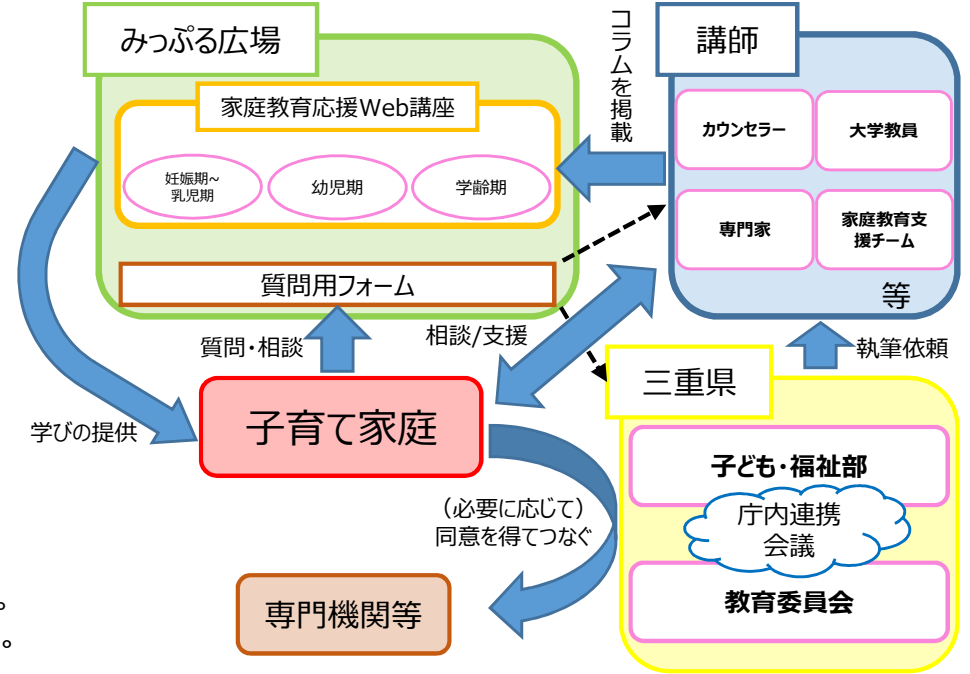 みっぷる広場
家庭教育応援Web講座
妊娠期~
乳児期
幼児期
学齢期
質問用フォーム
コラムを掲載
講師
カウンセラー
大学教員
専門家
家庭教育支
援チーム
等
質問・相談
相談/支援
執筆依頼
学びの提供
子育て家庭
三重県
子ども・福祉部
庁内連携
会議
教育委員会
（必要に応じて）
同意を得てつなぐ
専門機関等
。
。